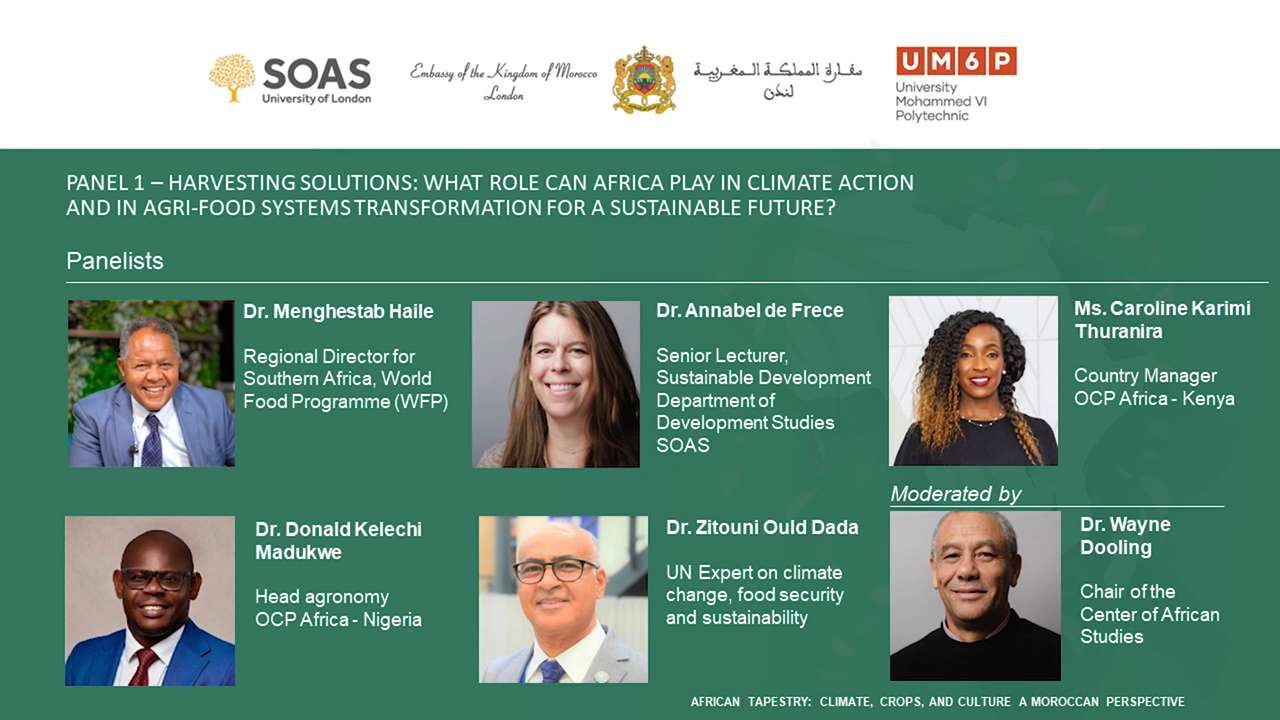 SOAS
University of London
Embassy of the Kingdom of Morocco
London
سفارة المملكة المغربية
لندن
UM6P
University
Mohammed VI
Polytechnic
PANEL 1 – HARVESTING SOLUTIONS: WHAT ROLE CAN AFRICA PLAY IN CLIMATE ACTION
AND IN AGRI-FOOD SYSTEMS TRANSFORMATION FOR A SUSTAINABLE FUTURE?
Panelists
Dr. Menghestab Haile
Regional Director for
Southern Africa, World
Food Programme (WFP)
Dr. Annabel de Frece
Senior Lecturer,
Sustainable Development
Department of
Development Studies
SOAS
Ms. Caroline Karimi
Thuranira
Country Manager
OCP Africa - Kenya
Dr. Donald Kelechi
Madukwe
Head agronomy
OCP Africa - Nigeria
Dr. Zitouni Ould Dada
UN Expert on climate
change, food security
and sustainability
Moderated by
Dr. Wayne
Dooling
Chair of the
Center of African
Studies
AFRICAN TAPESTRY: CLIMATE, CROPS, AND CULTURE A MOROCCAN PERSPECTIVE